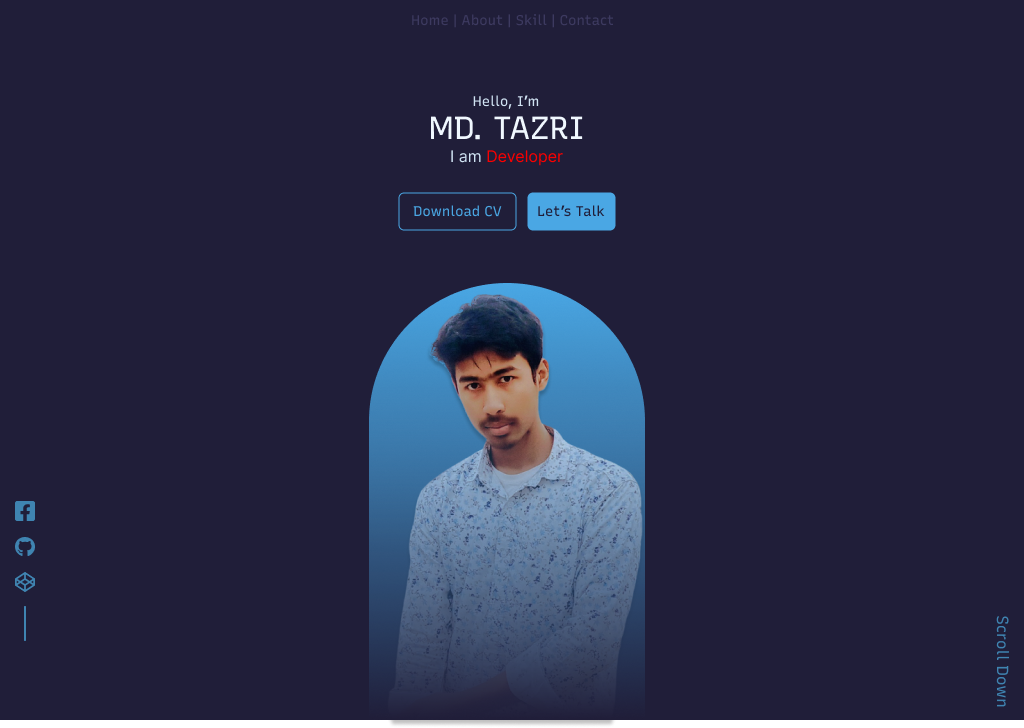 Home | About | Skill | Contact
Hello, I’m
MD. TAZRI
I am Developer
Download CV
Let’s Talk
Scroll Down